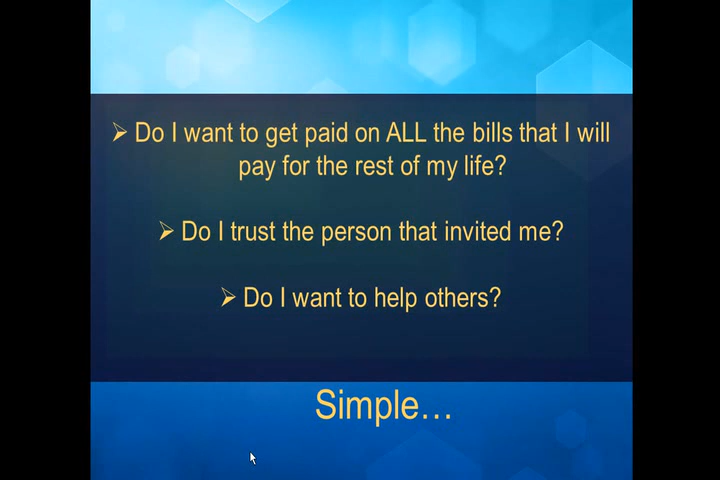 ➢ Do I want to get paid on ALL the bills that I will
pay for the rest of my life?
➢ Do I trust the person that invited me?
➢ Do I want to help others?
Simple…